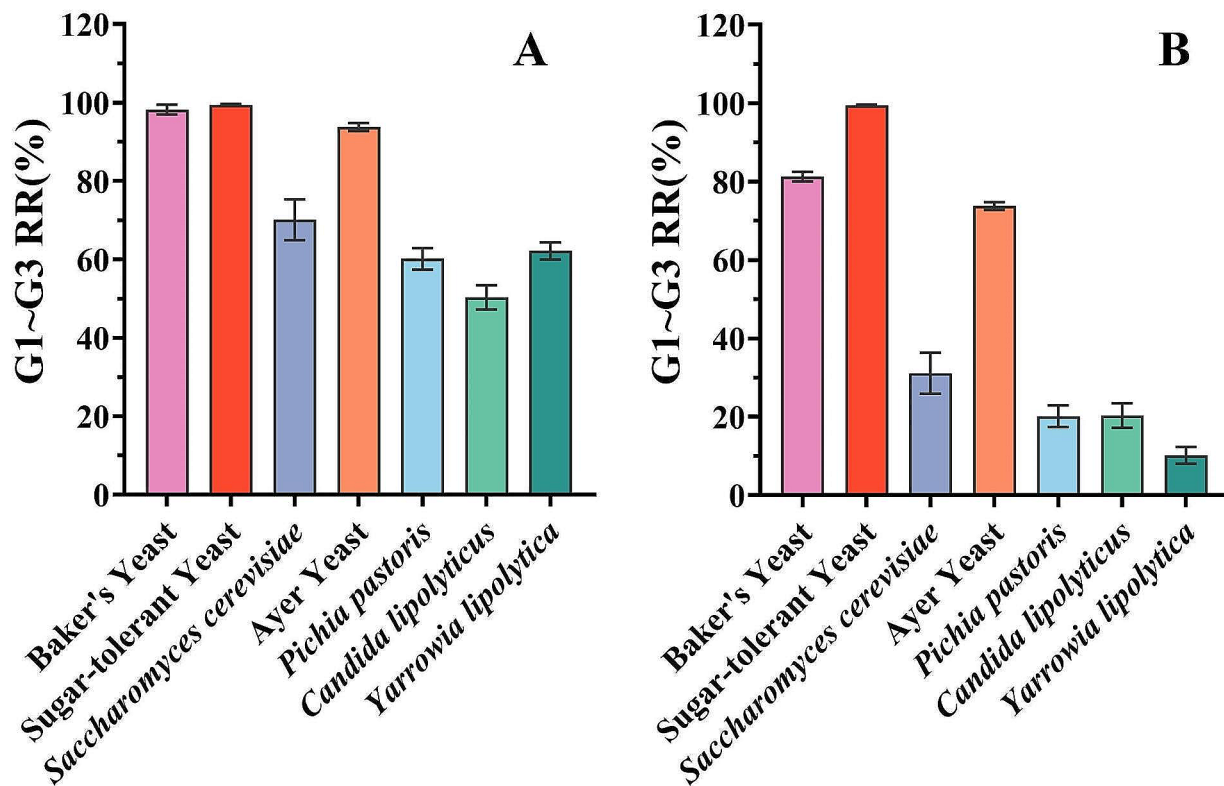 A
G1~G3 RR(%)
120
100
80
60
40
20
0
Baker's Yeast
Sugar-tolerant Yeast
Saccharomyces cerevisiae
Ayer Yeast
Pichia pastoris
Candida lipolyticus
Yarrowia lipolytica
B
G1~G3 RR(%)
120
100
80
60
40
20
0
Baker's Yeast
Sugar-tolerant Yeast
Saccharomyces cerevisiae
Ayer Yeast
Pichia pastoris
Candida lipolyticus
Yarrowia lipolytica